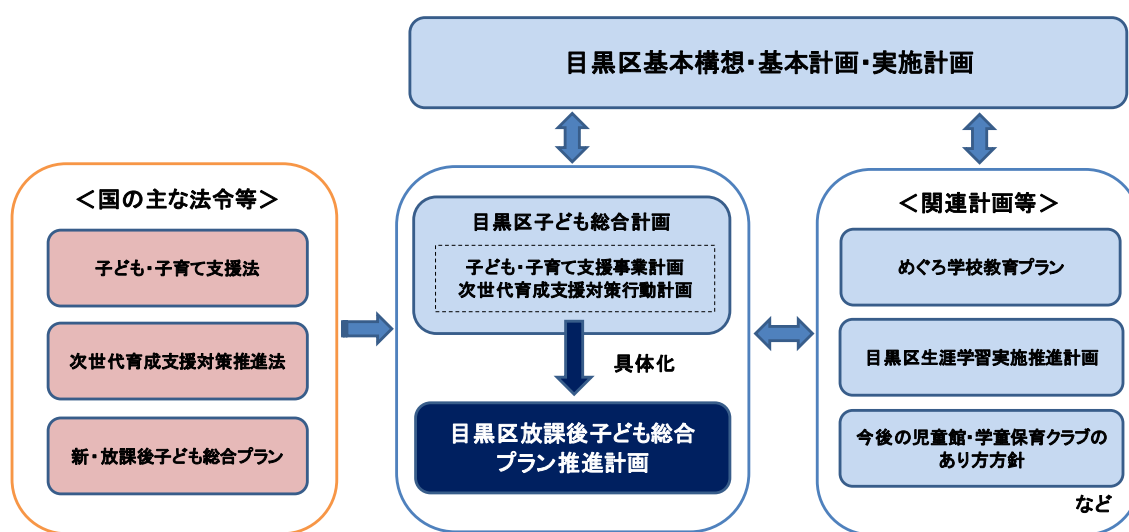 目黒区基本構想・基本計画・実施計画
＜国の主な法令等＞
子ども・子育て支援法
次世代育成支援対策推進法
新・放課後子ども総合プラン
目黒区子ども総合計画
子ども・子育て支援事業計画
次世代育成支援対策行動計画
具体化
目黒区放課後子ども総合
プラン推進計画
＜関連計画等＞
めぐろ学校教育プラン
目黒区生涯学習実施推進計画
今後の児童館・学童保育クラブの
あり方方針
など